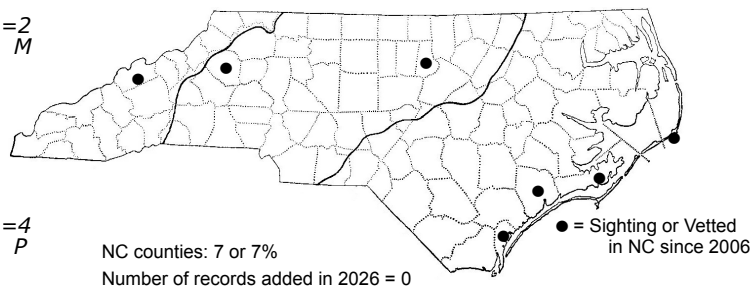 =2
M
=4
P
NC counties: 7 or 7%
Number of records added in 2026 = 0
= Sighting or Vetted
in NC since 2006